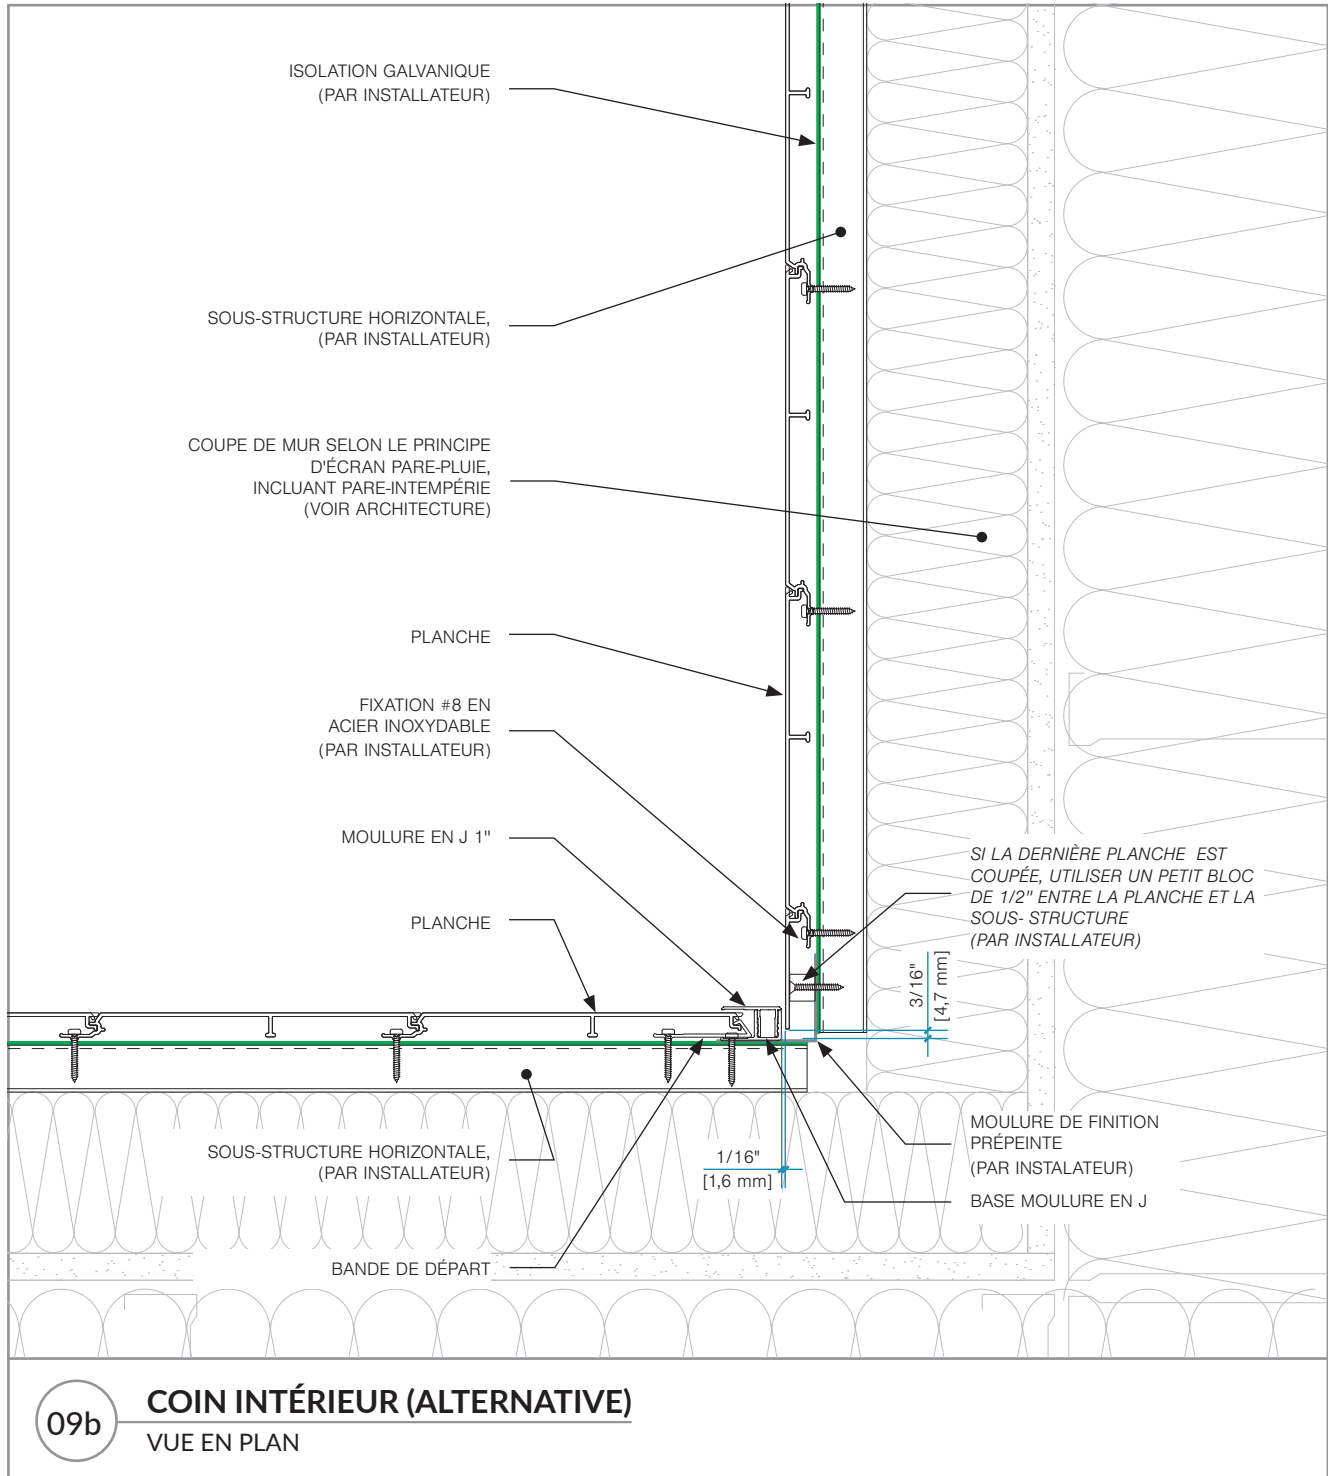 ISOLATION GALVANIQUE
(PAR INSTALLATEUR)
SOUS-STRUCTURE HORIZONTALE,
(PAR INSTALLATEUR)
COUPE DE MUR SELON LE PRINCIPE
D'ÉCRAN PARE-PLUIE,
INCLUANT PARE-INTEMPÉRIE
(VOIR ARCHITECTURE)
PLANCHE
FIXATION #8 EN
ACIER INOXYDABLE
(PAR INSTALLATEUR)
MOULURE EN J 1"
PLANCHE
SI LA DERNIÈRE PLANCHE EST
COUPÉE, UTILISER UN PETIT BLOC
DE 1/2" ENTRE LA PLANCHE ET LA
SOUS- STRUCTURE
(PAR INSTALLATEUR)
3/16"
[4,7 mm]
SOUS-STRUCTURE HORIZONTALE,
(PAR INSTALLATEUR)
1/16"
[1,6 mm]
MOULURE DE FINITION
PRÉPEINTE
(PAR INSTALATEUR)
BASE MOULURE EN J
BANDE DE DÉPART
09b
COIN INTÉRIEUR (ALTERNATIVE)
VUE EN PLAN